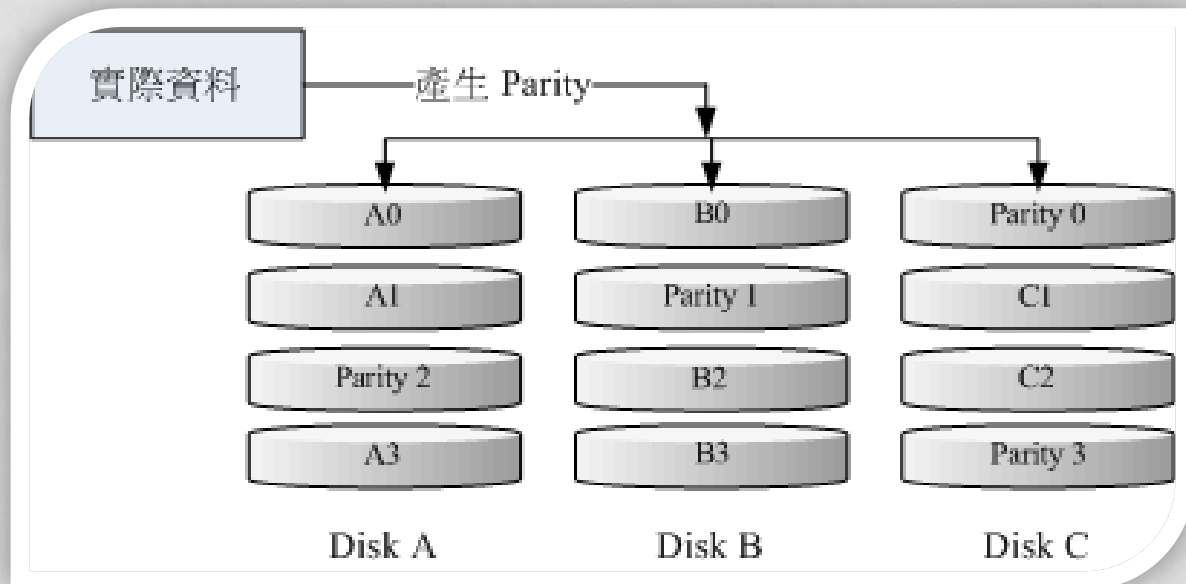 實際資料
產生 Parity
A0 B0 Parity 0
A1 Parity 1 C1
Parity 2 B2 C2
A3 B3 Parity 3
Disk A Disk B Disk C